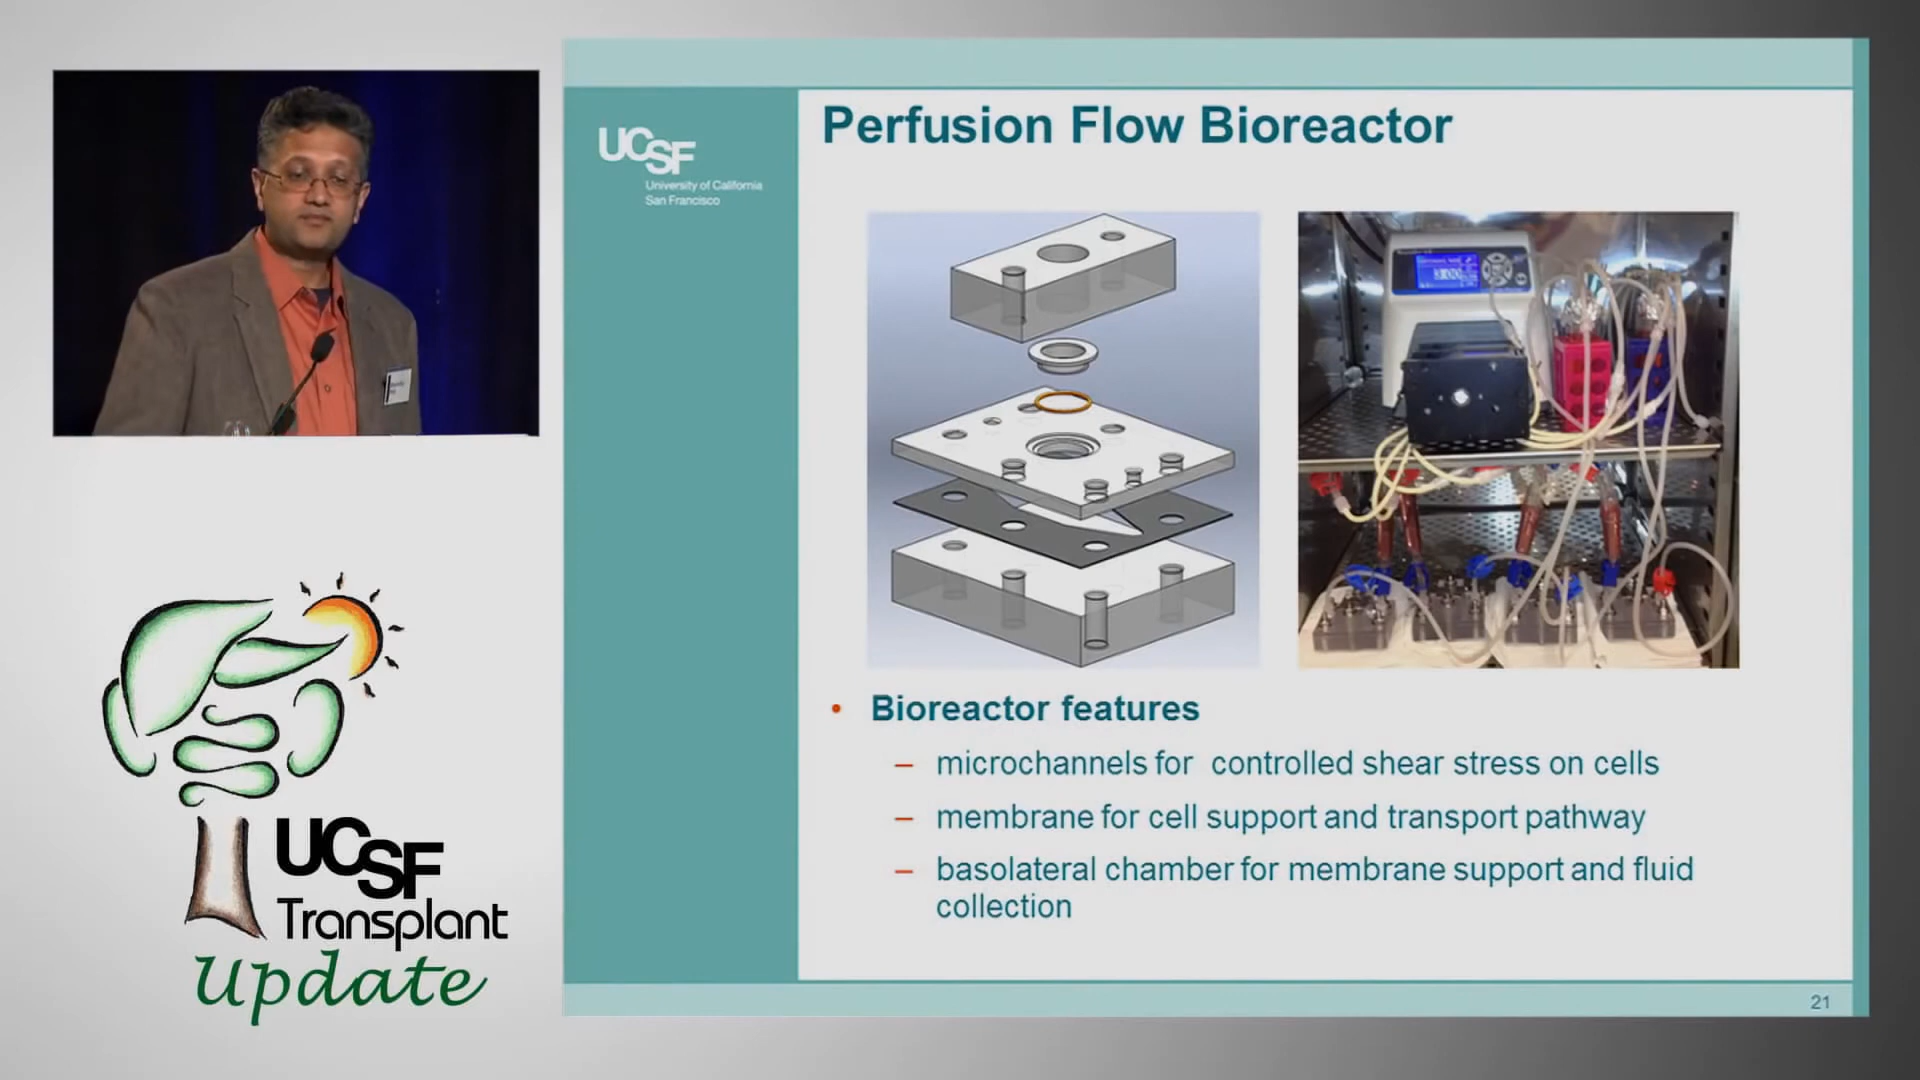 Perfusion Flow Bioreactor
UCSF
University of California
San Francisco
• Bioreactor features
– microchannels for controlled shear stress on cells
– membrane for cell support and transport pathway
– basolateral chamber for membrane support and fluid
collection
21
UCSF
Transplant
Update